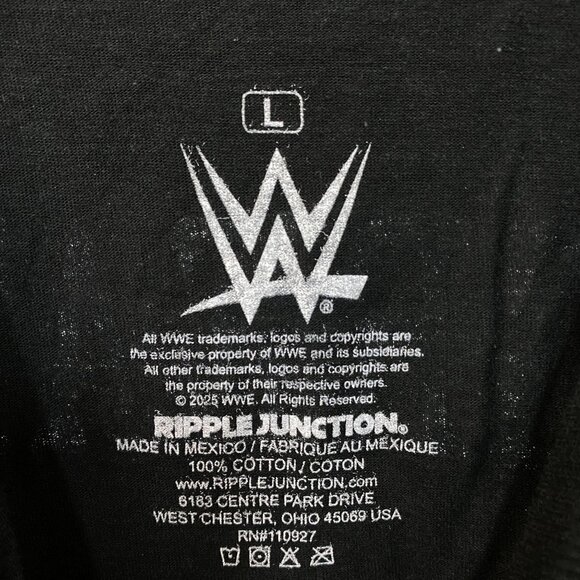 L
W
®
All WWE trademarks, logos and copyrights are
the exclusive property of WWE and its subsidiaries.
All other trademarks, logos and copyrights are
the property of their respective owners.
© 2025 WWE. All Rights Reserved.
RIPPLE JUNCTION®
MADE IN MEXICO / FABRIQUE AU MEXIQUE
100% COTTON / COTON
www.RIPPLEJUNCTION.com
6183 CENTRE PARK DRIVE
WEST CHESTER, OHIO 45069 USA
RN#110927